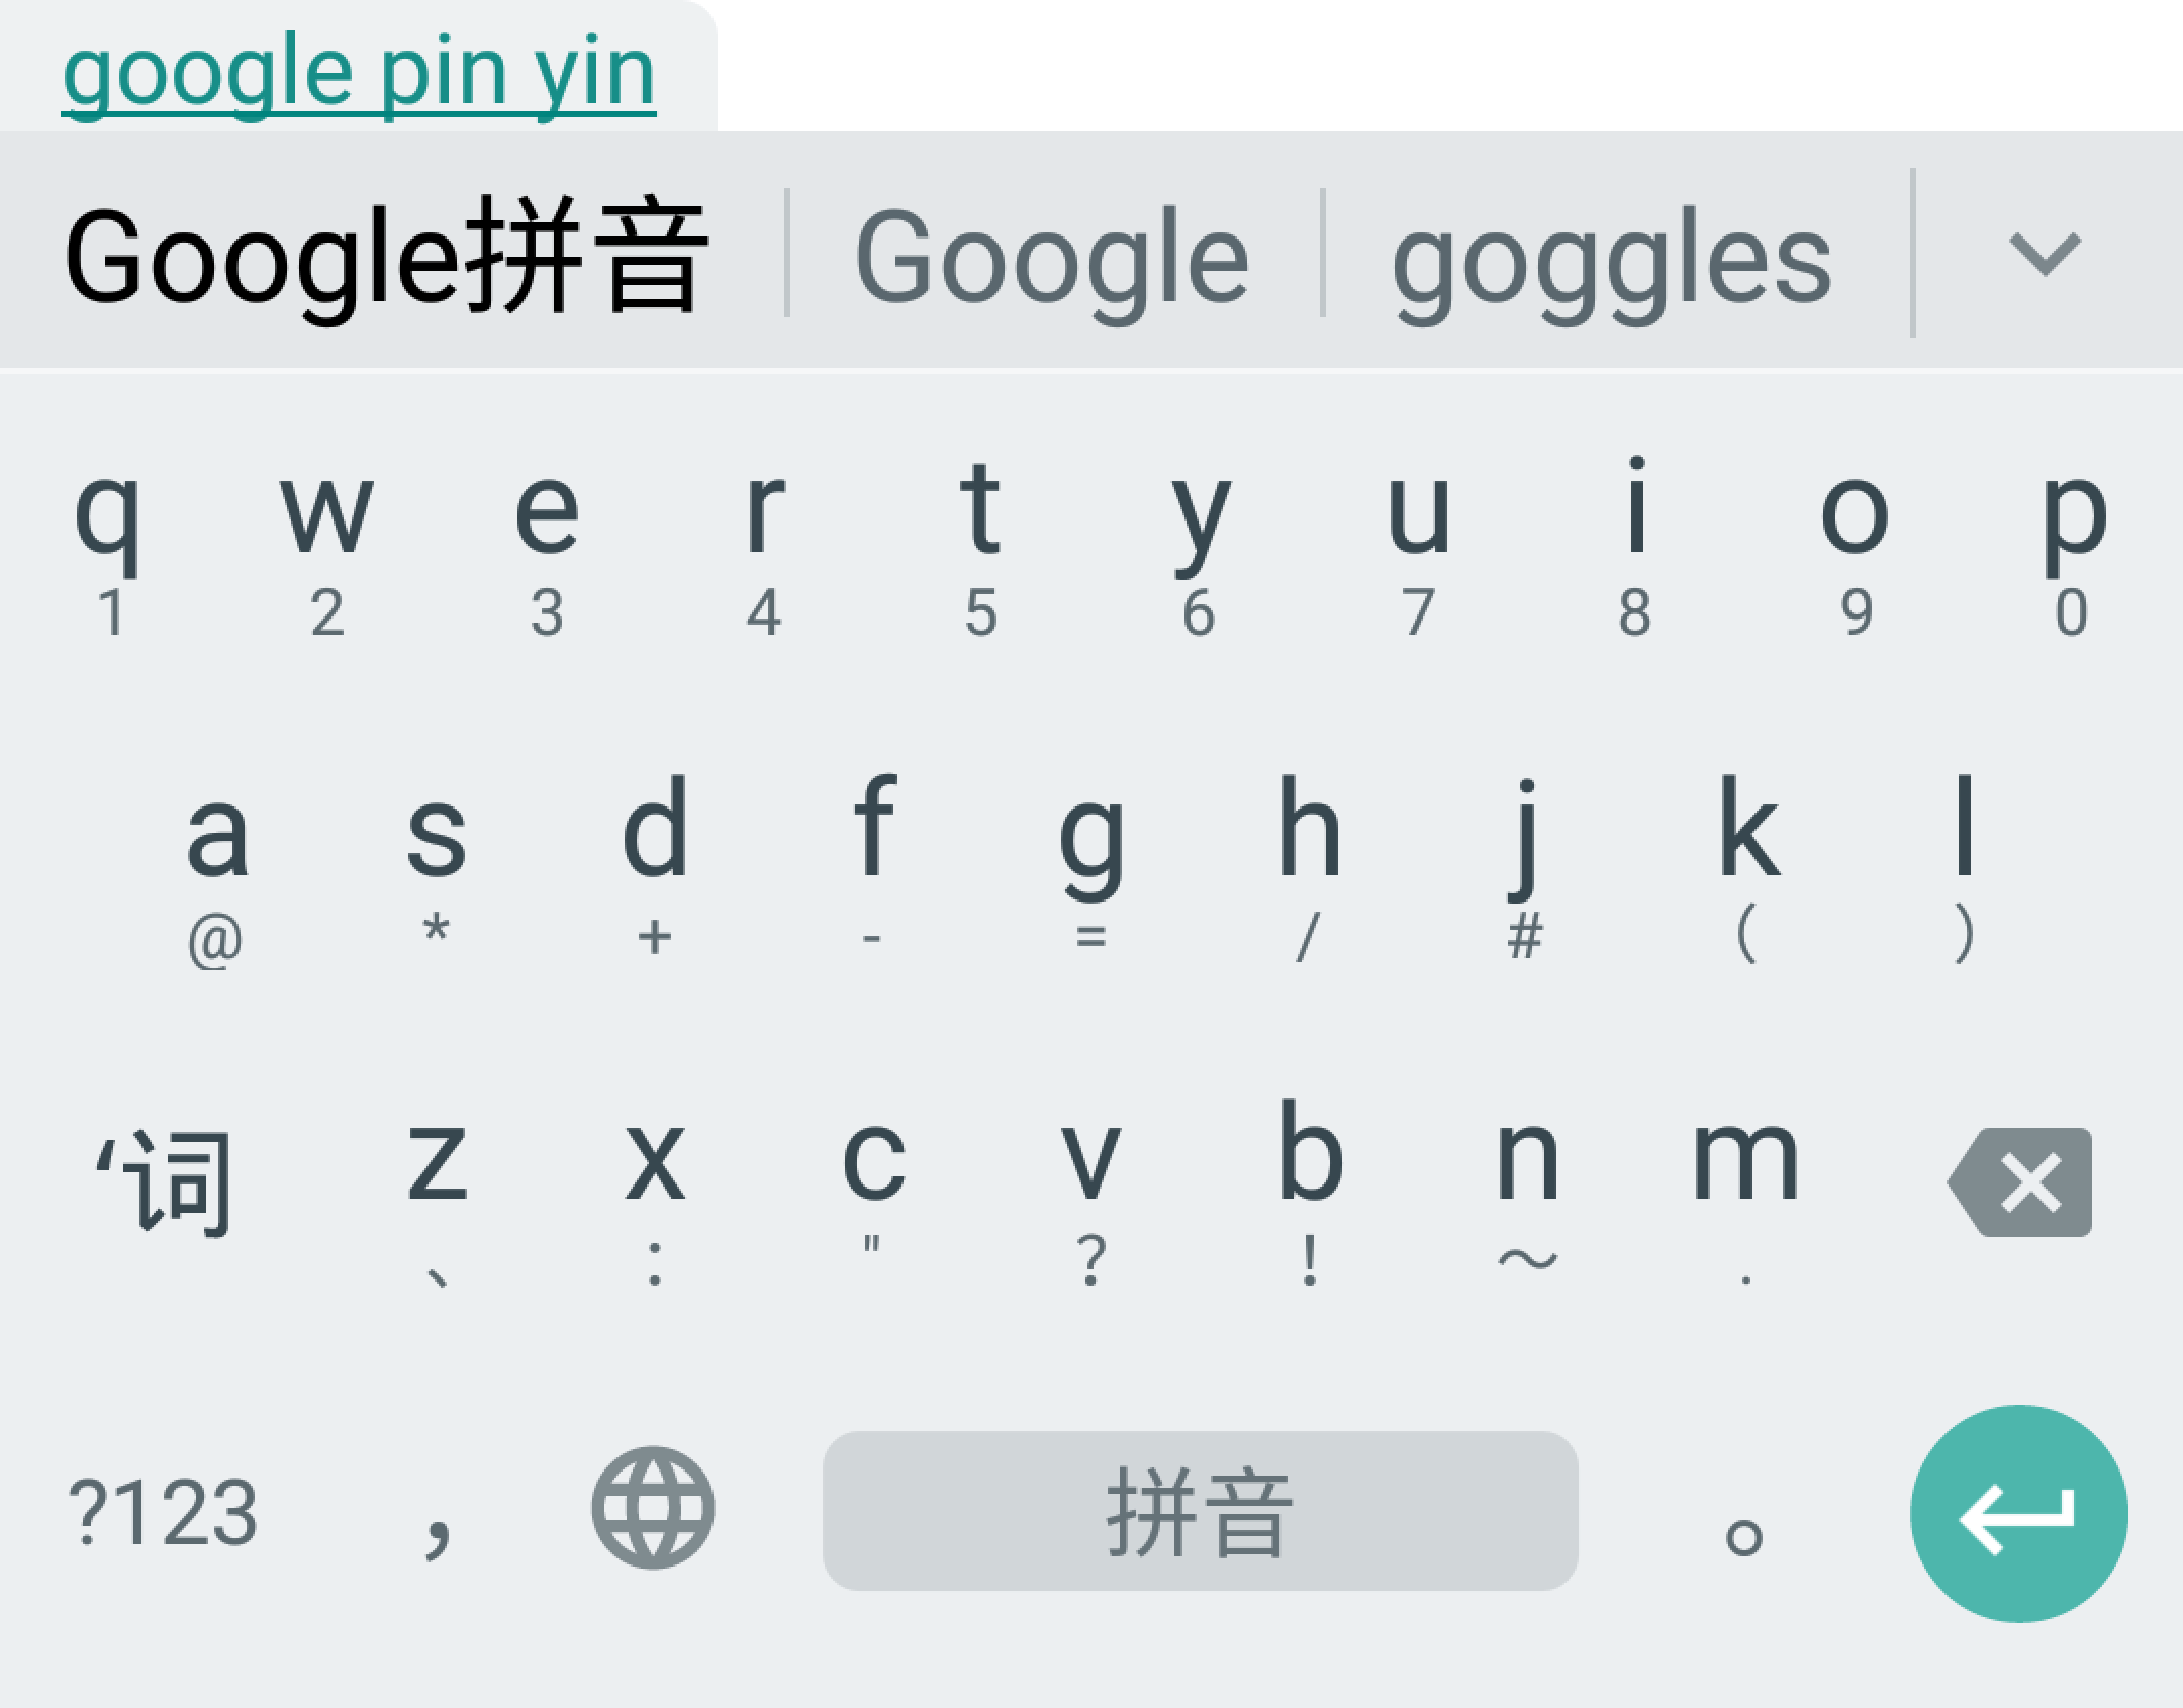 google pin yin
Google拼音 Google goggles
q w e r t y u i o p
1 2 3 4 5 6 7 8 9 0
a s d f g h j k l
@ * + - = / # ( )
‘词 z x c v b n m
、 : " ? ! ～ .
?123 ， 拼音 。